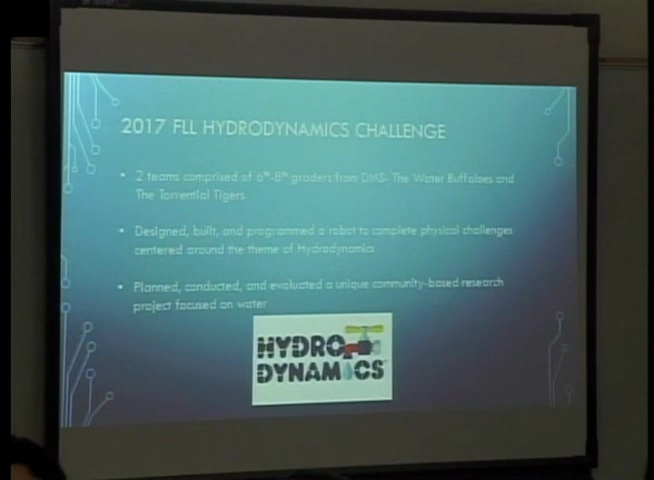 2017 FLL HYDRODYNAMICS CHALLENGE
• 2 teams comprised of 6th-8th graders from DMS- The Water Buffaloes and
The Torrential Tigers
• Designed, built, and programmed a robot to complete physical challenges
centered around the theme of Hydrodynamics
• Planned, conducted, and evaluated a unique community-based research
project focused on water
HYDRO
DYNAMICS